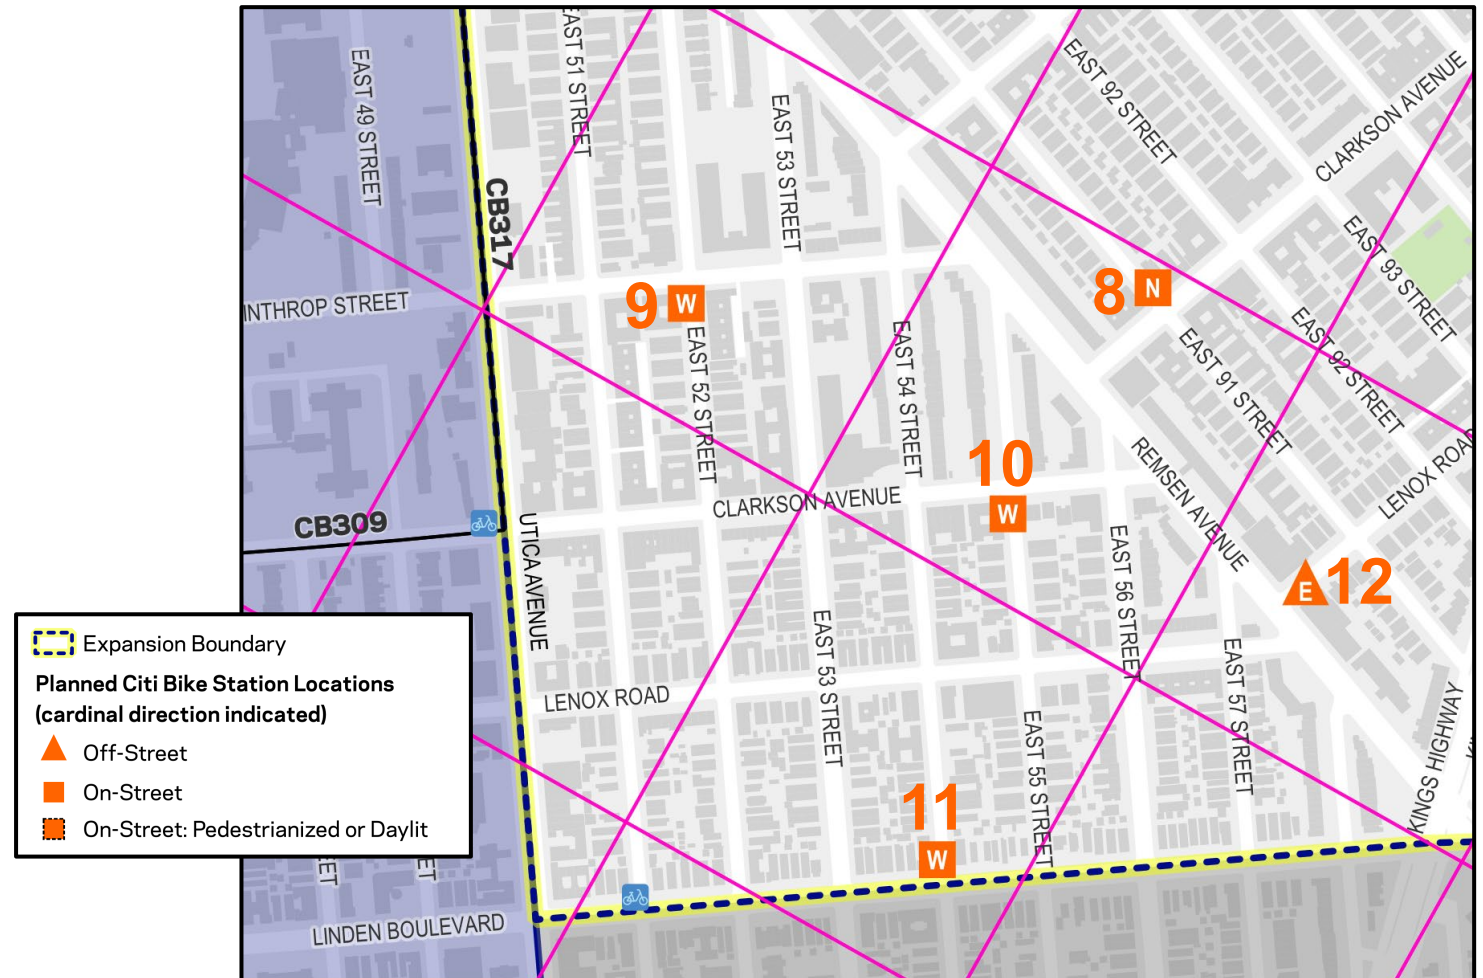 EAST 49 STREET
EAST 51 STREET
EAST 53 STREET
EAST 92 STREET
CLARKSON AVENUE
CB317
EAST 93 STREET
INTHROP STREET
9 W
8 N
EAST 52 STREET
EAST 54 STREET
EAST 91 STREET
EAST 92 STREET
LENOX ROAD
REMSEN AVENUE
10
W
CLARKSON AVENUE
CB309
UTICA AVENUE
EAST 56 STREET
E 12
EAST 53 STREET
EAST 57 STREET
LENOX ROAD
EAST 55 STREET
KINGS HIGHWAY
11
W
LINDEN BOULEVARD
Expansion Boundary
Planned Citi Bike Station Locations
(cardinal direction indicated)
Off-Street
On-Street
On-Street: Pedestrianized or Daylit